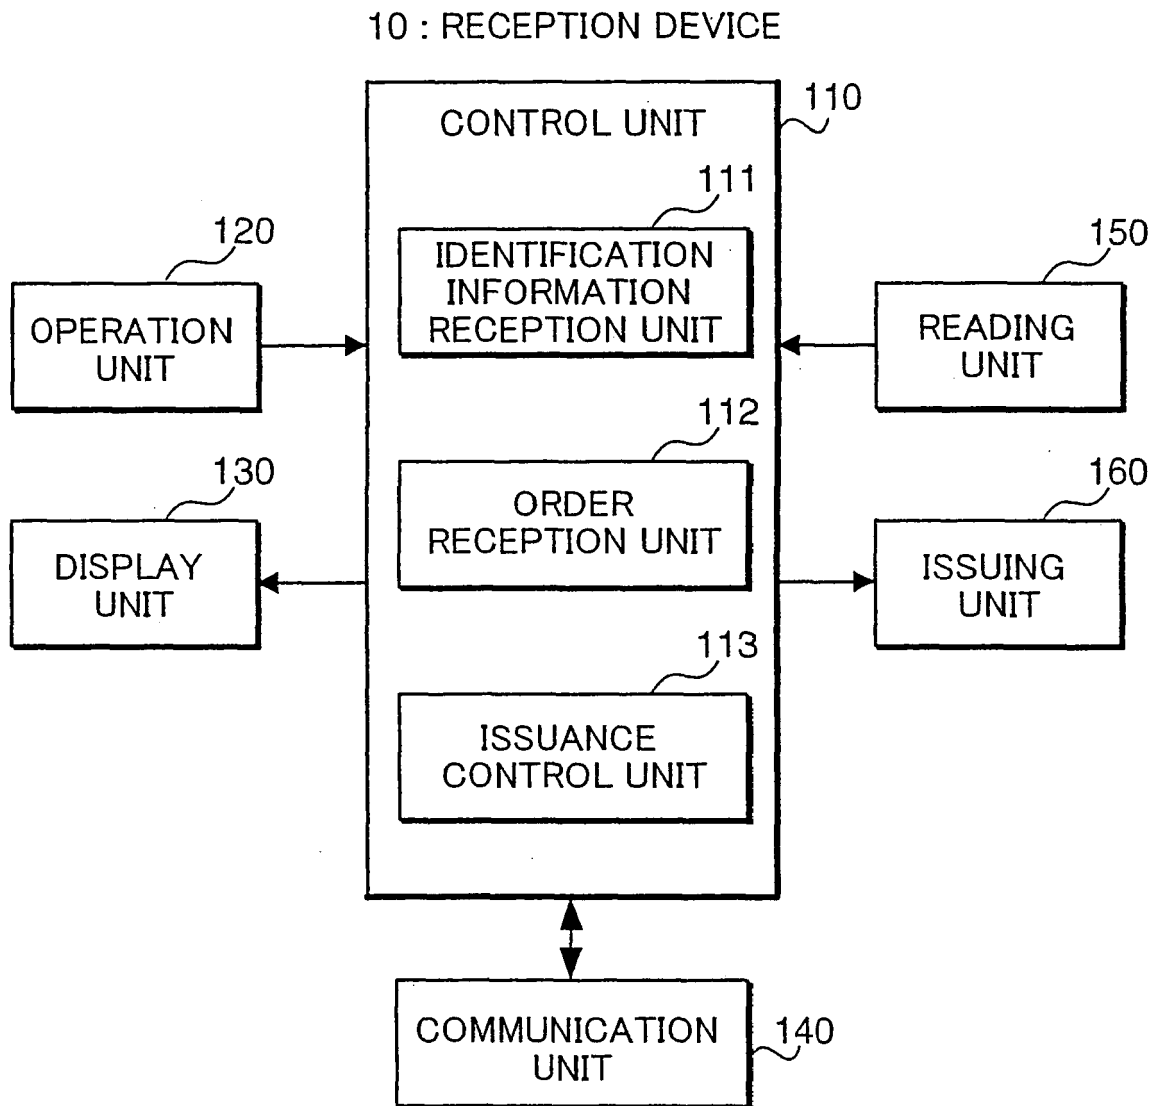 10 : RECEPTION DEVICE
CONTROL UNIT
110
111
IDENTIFICATION
INFORMATION
RECEPTION UNIT
120
OPERATION
UNIT
150
READING
UNIT
112
ORDER
RECEPTION UNIT
130
DISPLAY
UNIT
160
ISSUING
UNIT
113
ISSUANCE
CONTROL UNIT
COMMUNICATION
UNIT
140